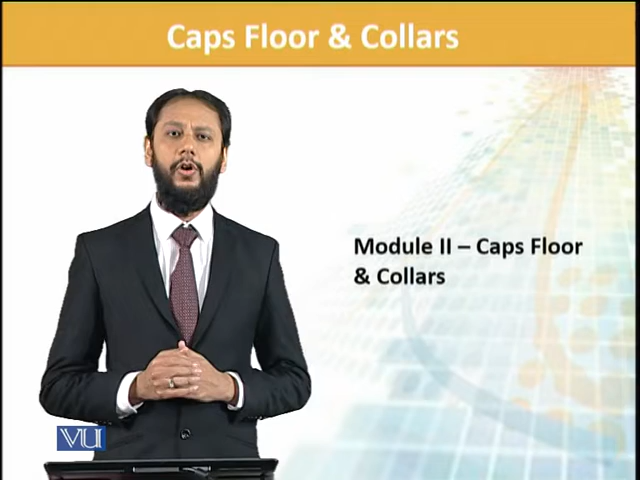 Caps Floor & Collars
Module II – Caps Floor
& Collars
VU